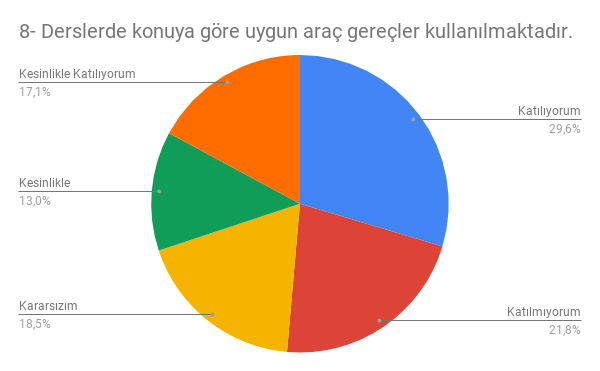 8- Derslerde konuya göre uygun araç gereçler kullanılmaktadır.
Kesinlikle Katılıyorum
17,1%
Katılıyorum
29,6%
Kesinlikle
13,0%
Kararsızım
18,5%
Katılmıyorum
21,8%